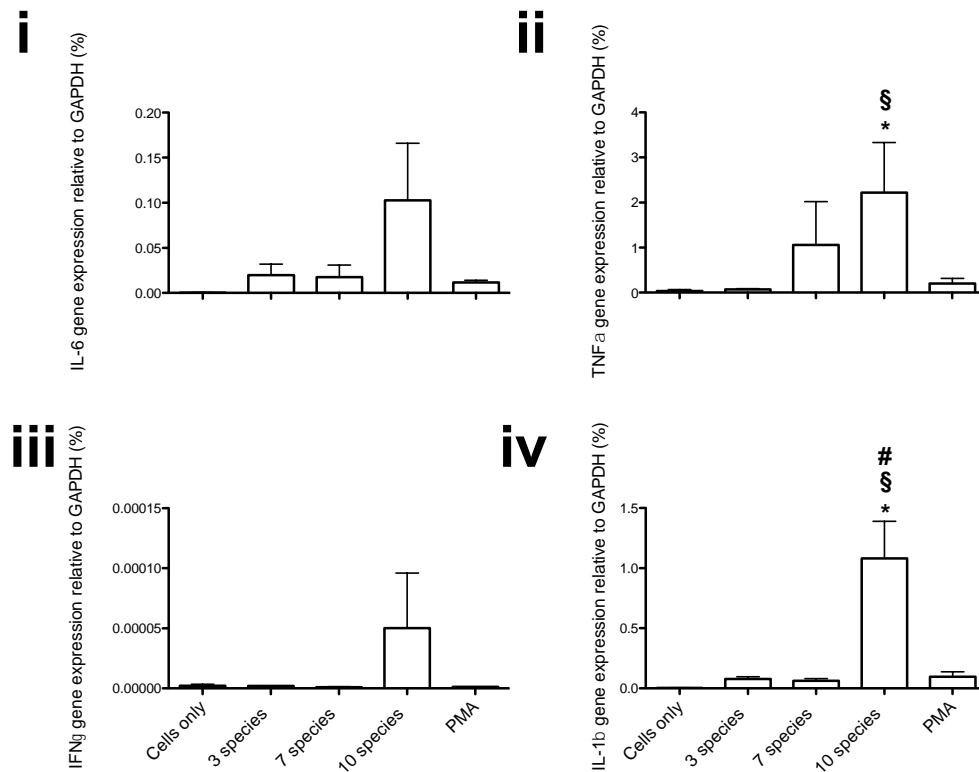 i
IL-6 gene expression relative to GAPDH (%)
0.20
0.15
0.10
0.05
0.00
ii
TNFa gene expression relative to GAPDH (%)
§
*
4
3
2
1
0
iii
IFNg gene expression relative to GAPDH (%)
0.00015
0.00010
0.00005
0.00000
Cells only
3 species
7 species
10 species
PMA
iv
IL-1b gene expression relative to GAPDH (%)
#
§
*
1.5
1.0
0.5
0.0
Cells only
3 species
7 species
10 species
PMA